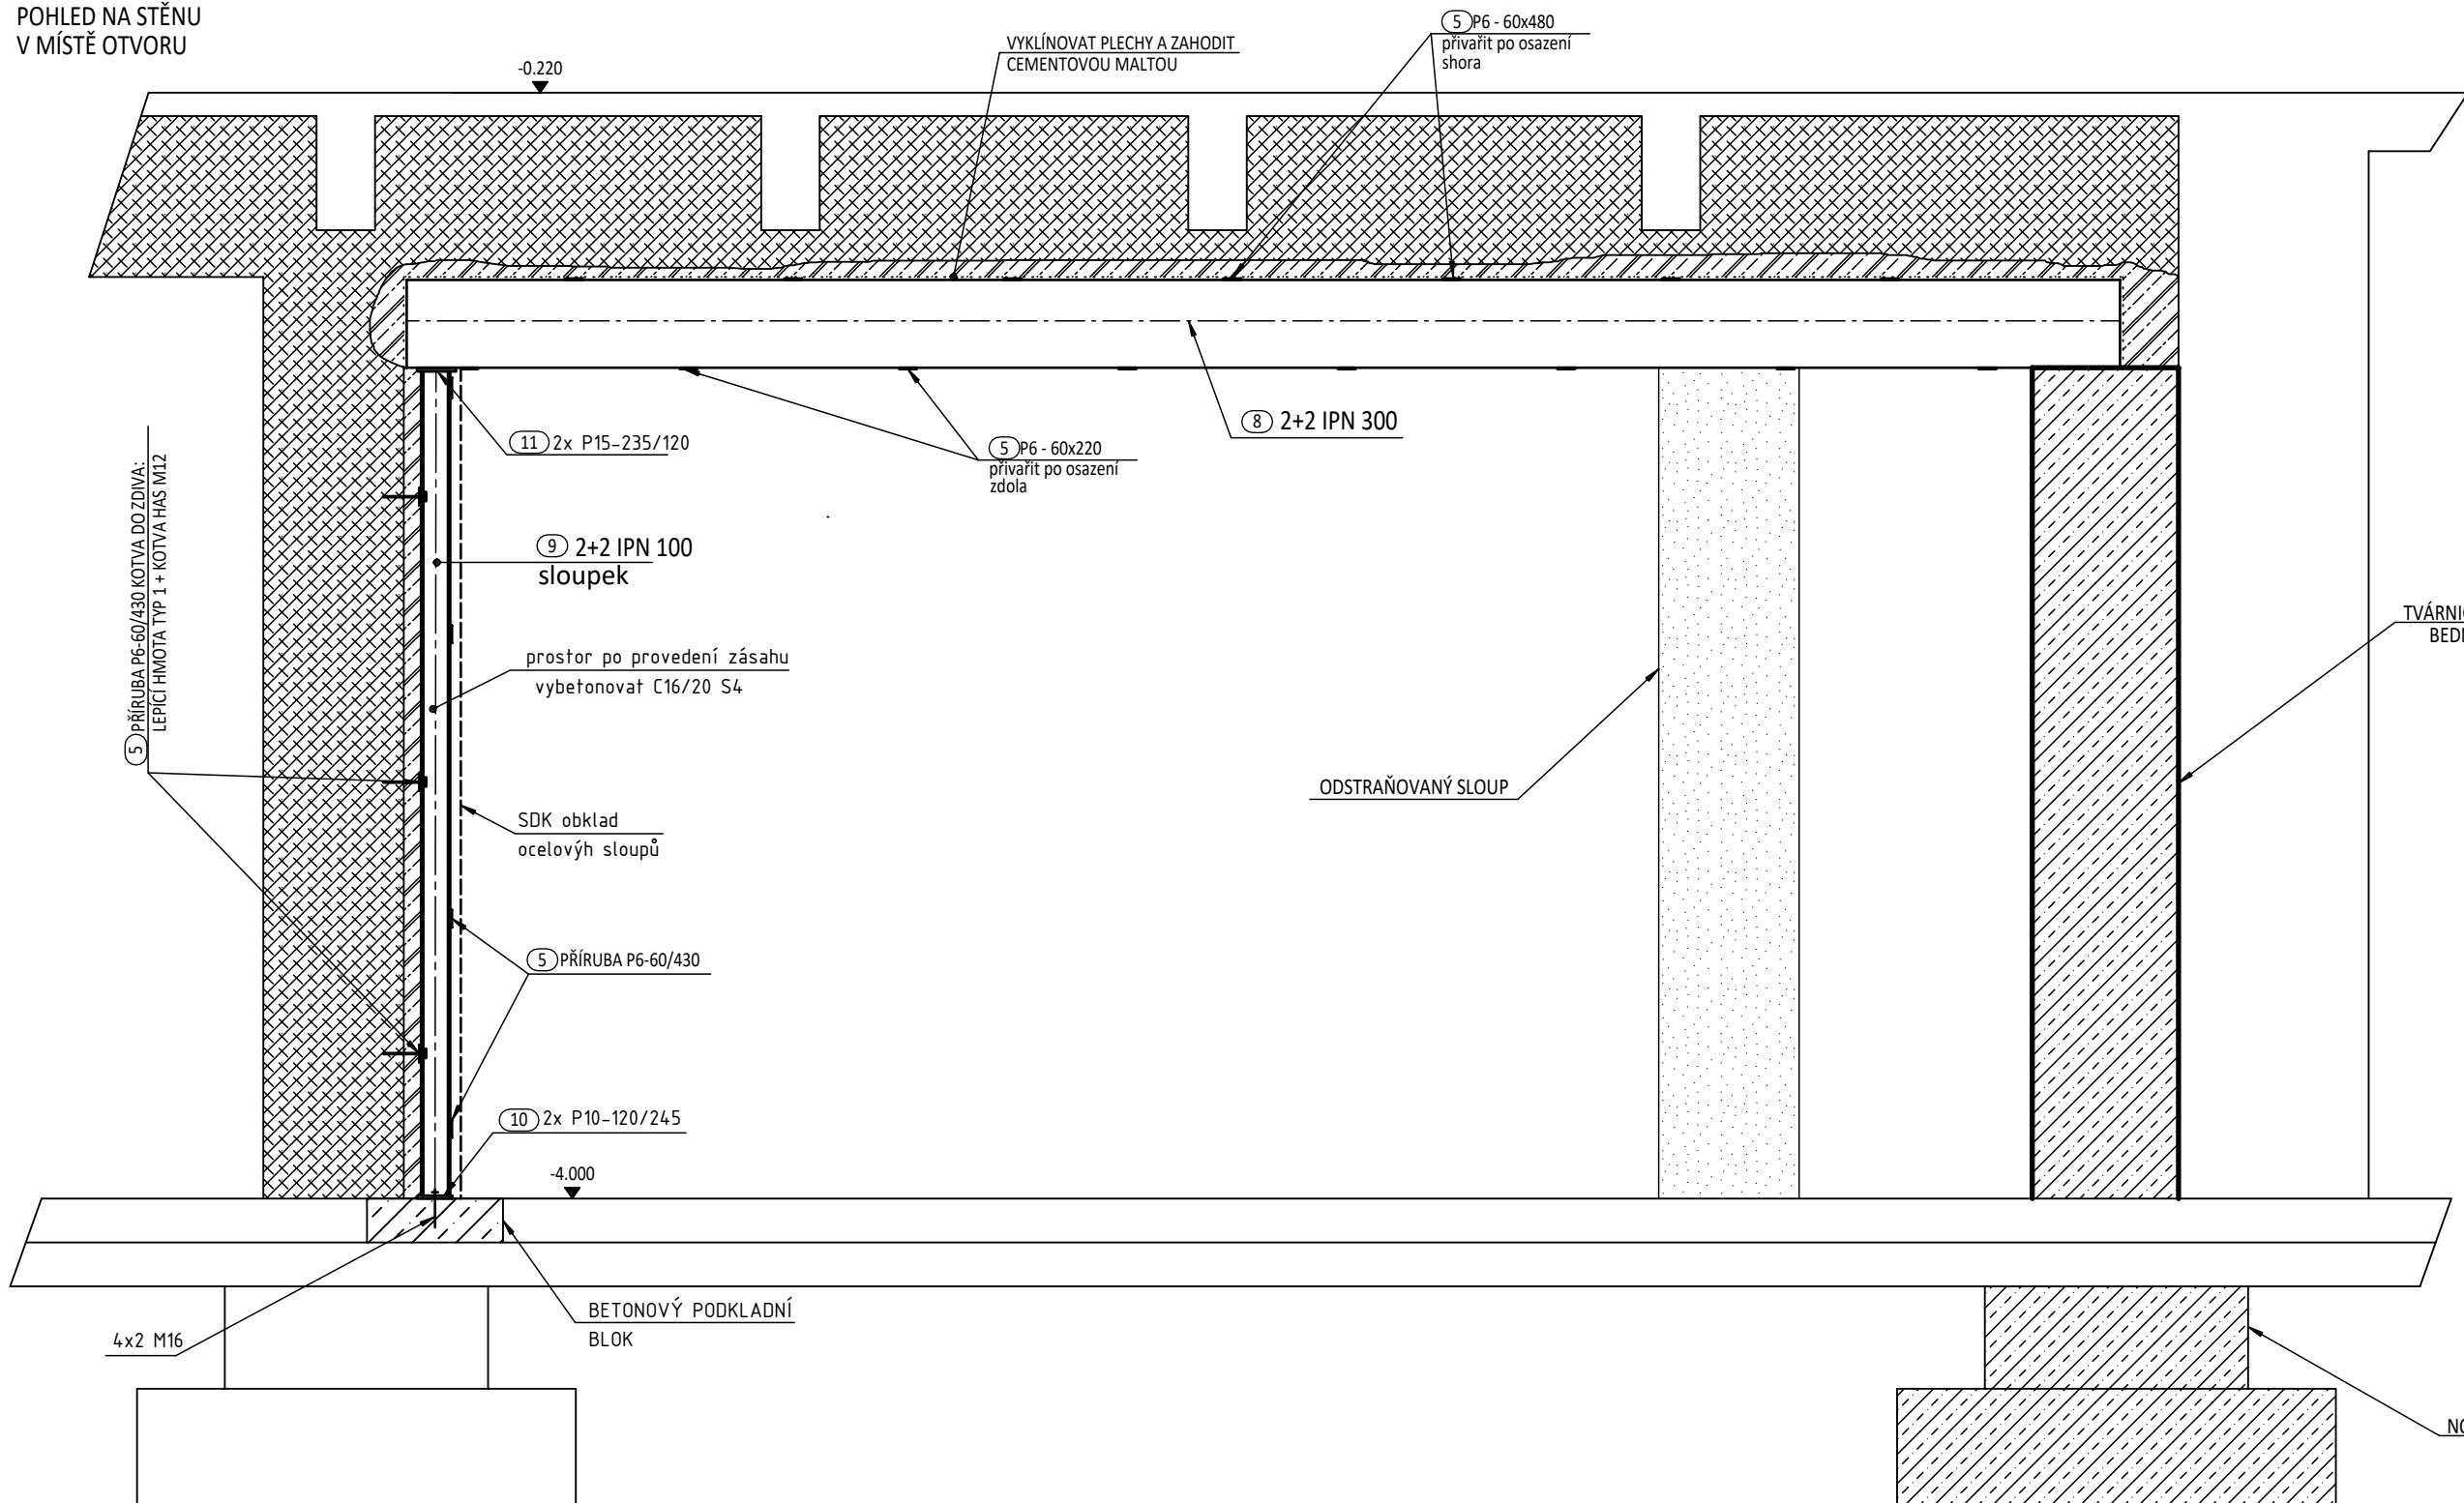 POHLED NA STĚNU
V MÍSTĚ OTVORU
-0.220
VYKLÍNOVAT PLECHY A ZAHODIT
CEMENTOVOU MALTOU
5 P6 - 60x480
přivařit po osazení
shora
11 2x P15-235/120
5 P6 - 60x220
přivařit po osazení
zdola
8 2+2 IPN 300
5 PŘÍRUBA P6-60/430 KOTVA DO ZDIVA:
LEPÍCÍ HMOTA TYP 1 + KOTVA HAS M12
9 2+2 IPN 100
sloupek
prostor po provedení zásahu
vybetonovat C16/20 S4
TVÁRNI
BED
ODSTRAŇOVANÝ SLOUP
SDK obklad
ocelovýh sloupů
5 PŘÍRUBA P6-60/430
10 2x P10-120/245
-4.000
BETONOVÝ PODKLADNÍ
BLOK
4x2 M16